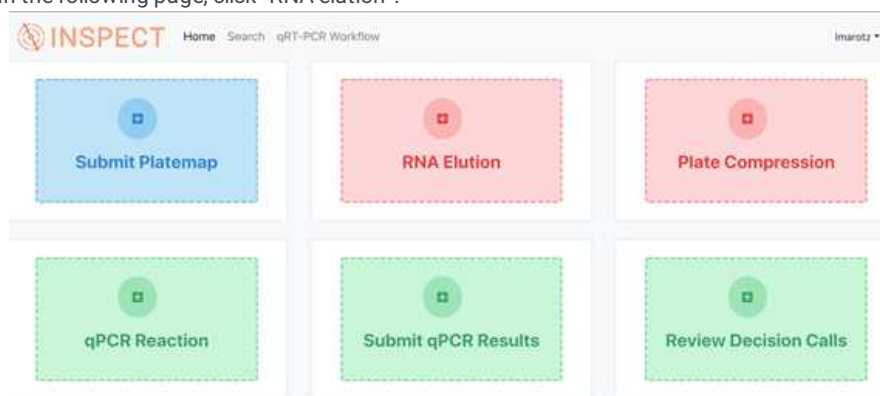 in the following page, click "RNA elution".
INSPECT Home Search qRT-PCR Workflow lmarotz
Submit Platemap RNA Elution Plate Compression
qPCR Reaction Submit qPCR Results Review Decision Calls